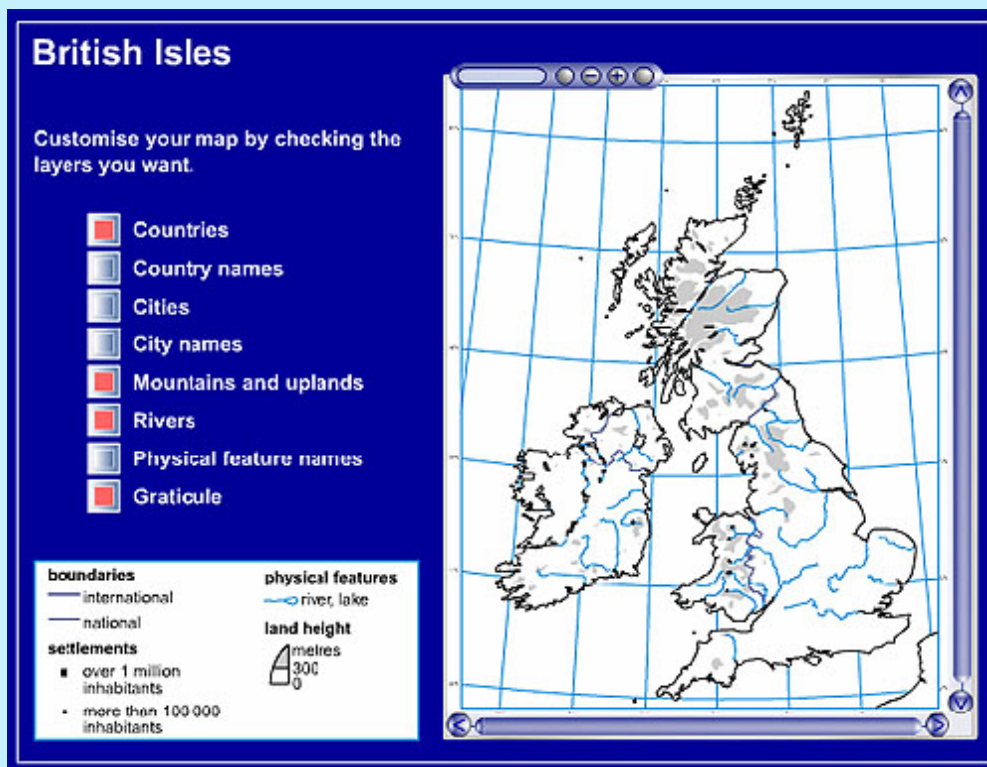 British Isles
Customise your map by checking the
layers you want.
Countries
Country names
Cities
City names
Mountains and uplands
Rivers
Physical feature names
Graticule
boundaries
international
national
settlements
over 1 million
inhabitants
more than 100 000
inhabitants
physical features
river, lake
land height
metres
300
0